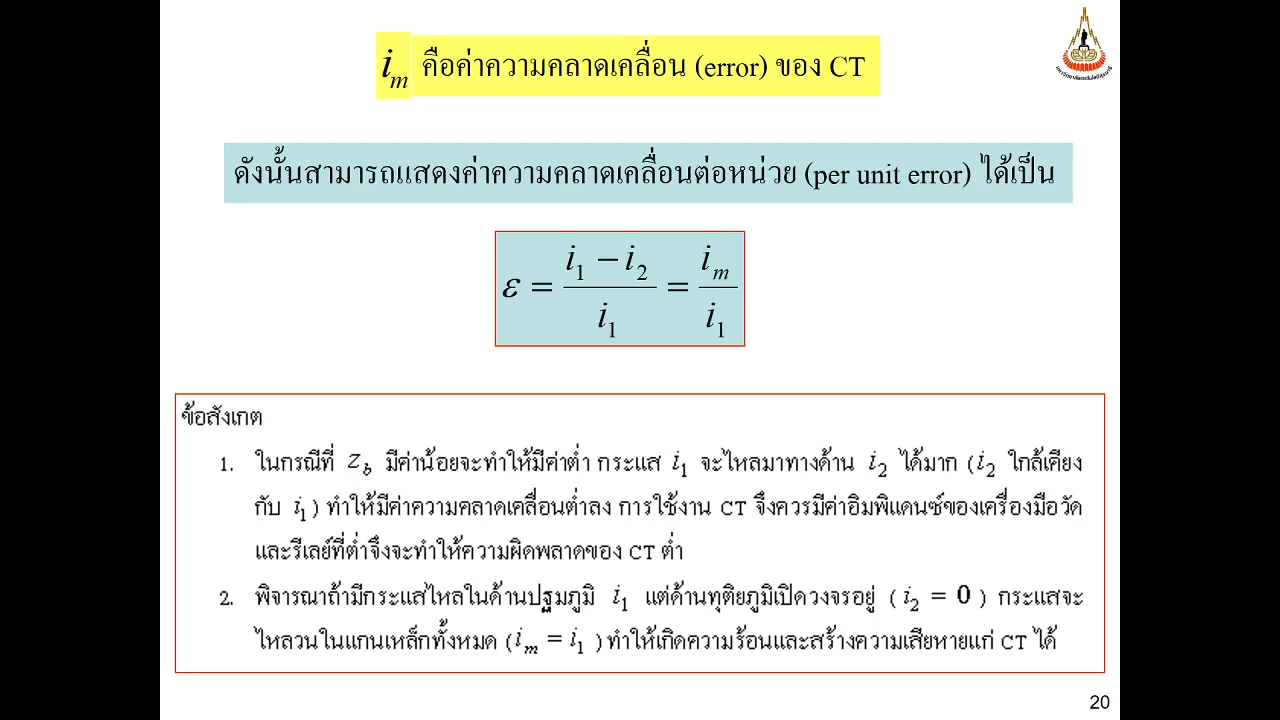 i_m คือค่าความคลาดเคลื่อน (error) ของ CT
ดังนั้นสามารถแสดงค่าความคลาดเคลื่อนต่อหน่วย (per unit error) ได้เป็น
ε = (i₁ − i₂) / i₁ = i_m / i₁
ข้อสังเกต
1. ในกรณีที่ Z_b มีค่าน้อยจะทำให้มีค่าต่ำ กระแส i₁ จะไหลมาทางด้าน i₂ ได้มาก (i₂ ใกล้เคียง
กับ i₁) ทำให้มีค่าความคลาดเคลื่อนต่ำลง การใช้งาน CT จึงควรมีค่าอิมพิแดนซ์ของเครื่องมือวัด
และรีเลย์ที่ต่ำจึงจะทำให้ความผิดพลาดของ CT ต่ำ
2. พิจารณาถ้ามีกระแสไหลในด้านปฐมภูมิ i₁ แต่ด้านทุติยภูมิเปิดวงจรอยู่ (i₂ = 0) กระแสจะ
ไหลวนในแกนเหล็กทั้งหมด (i_m = i₁) ทำให้เกิดความร้อนและสร้างความเสียหายแก่ CT ได้
20